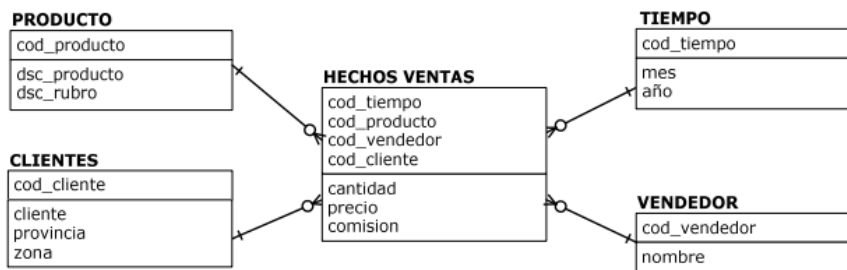 PRODUCTO
cod_producto
dsc_producto
dsc_rubro
CLIENTES
cod_cliente
cliente
provincia
zona
HECHOS VENTAS
cod_tiempo
cod_producto
cod_vendedor
cod_cliente
cantidad
precio
comision
TIEMPO
cod_tiempo
mes
año
VENDEDOR
cod_vendedor
nombre